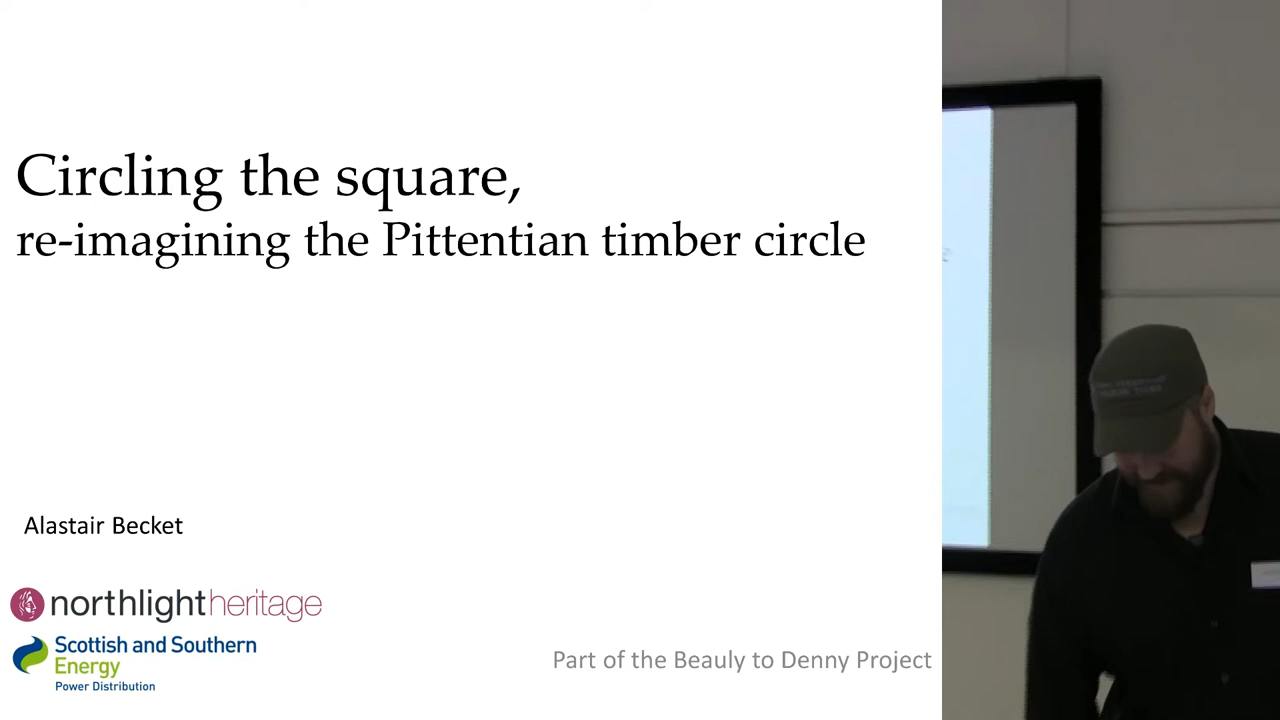 Circling the square,
re-imagining the Pittentian timber circle
Alastair Becket
northlightheritage
Scottish and Southern
Energy
Power Distribution
Part of the Beauly to Denny Project